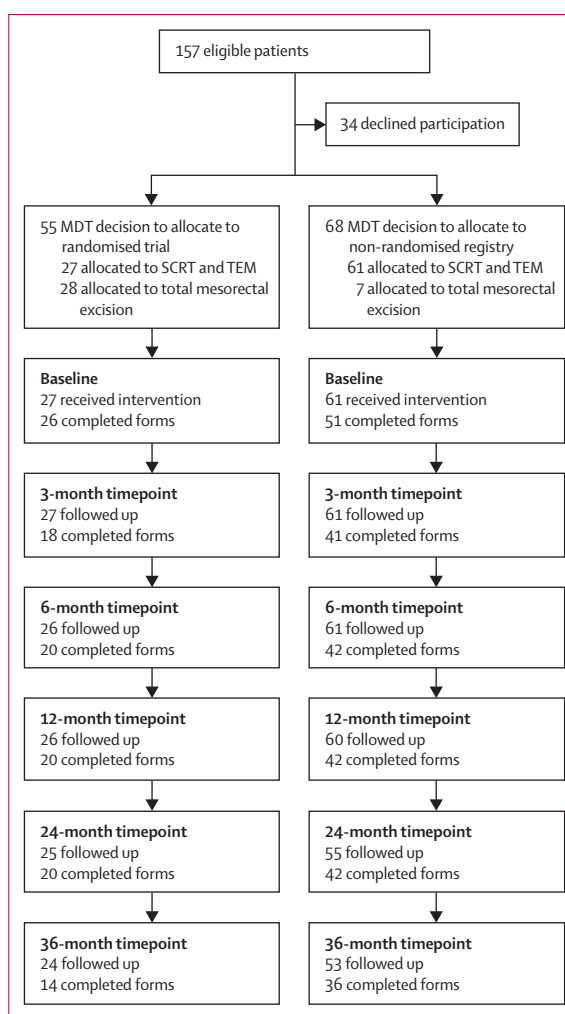 157 eligible patients
34 declined participation
55 MDT decision to allocate to
randomised trial
27 allocated to SCRT and TEM
28 allocated to total mesorectal
excision
68 MDT decision to allocate to
non-randomised registry
61 allocated to SCRT and TEM
7 allocated to total mesorectal
excision
Baseline
27 received intervention
26 completed forms
Baseline
61 received intervention
51 completed forms
3-month timepoint
27 followed up
18 completed forms
3-month timepoint
61 followed up
41 completed forms
6-month timepoint
26 followed up
20 completed forms
6-month timepoint
61 followed up
42 completed forms
12-month timepoint
26 followed up
20 completed forms
12-month timepoint
60 followed up
42 completed forms
24-month timepoint
25 followed up
20 completed forms
24-month timepoint
55 followed up
42 completed forms
36-month timepoint
24 followed up
14 completed forms
36-month timepoint
53 followed up
36 completed forms